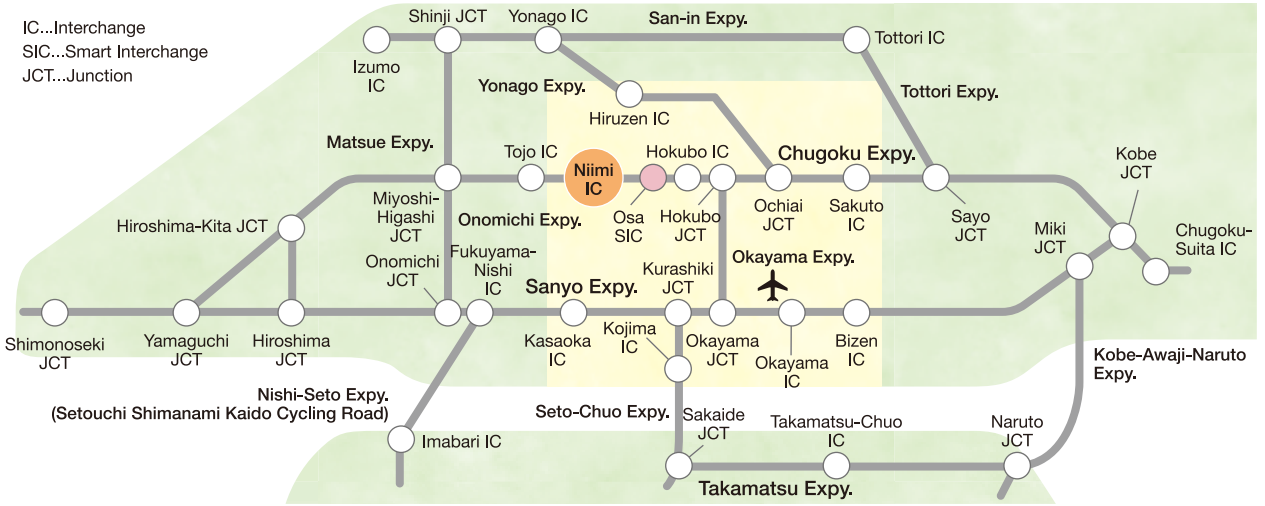 IC...Interchange
SIC...Smart Interchange
JCT...Junction
Shinji JCT
Yonago IC
San-in Expy.
Tottori IC
Izumo
IC
Yonago Expy.
Hiruzen IC
Tottori Expy.
Matsue Expy.
Tojo IC
Niimi
IC
Hokubo IC
Chugoku Expy.
Kobe
JCT
Miyoshi-
Higashi
JCT
Onomichi Expy.
Osa
SIC
Hokubo
JCT
Ochiai
JCT
Sakuto
IC
Sayo
JCT
Miki
JCT
Chugoku-
Suita IC
Hiroshima-Kita JCT
Onomichi
JCT
Fukuyama-
Nishi
IC
Sanyo Expy.
Kurashiki
JCT
Okayama Expy.
Shimonoseki
JCT
Yamaguchi
JCT
Hiroshima
JCT
Kasaoka
IC
Kojima
IC
Okayama
JCT
Okayama
IC
Bizen
IC
Kobe-Awaji-Naruto
Expy.
Nishi-Seto Expy.
(Setouchi Shimanami Kaido Cycling Road)
Imabari IC
Seto-Chuo Expy.
Sakaide
JCT
Takamatsu-Chuo
IC
Naruto
JCT
Takamatsu Expy.